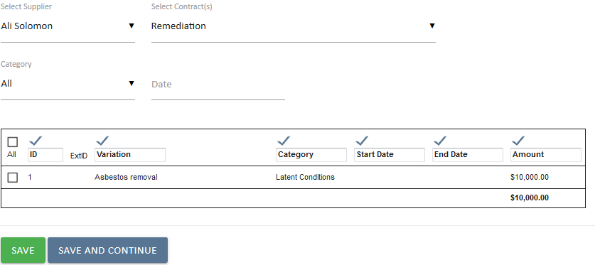 Select Supplier Select Contract(s)
Ali Solomon Remediation
Category
All Date
All ID ExtID Variation Category Start Date End Date Amount
1 Asbestos removal Latent Conditions $10,000.00
$10,000.00
SAVE SAVE AND CONTINUE